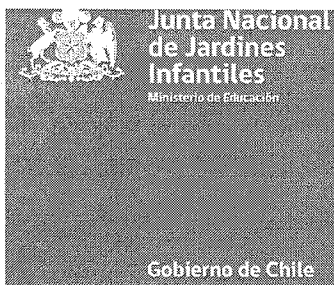 Junta Nacional
de Jardines
Infantiles
Ministerio de Educación
Gobierno de Chile